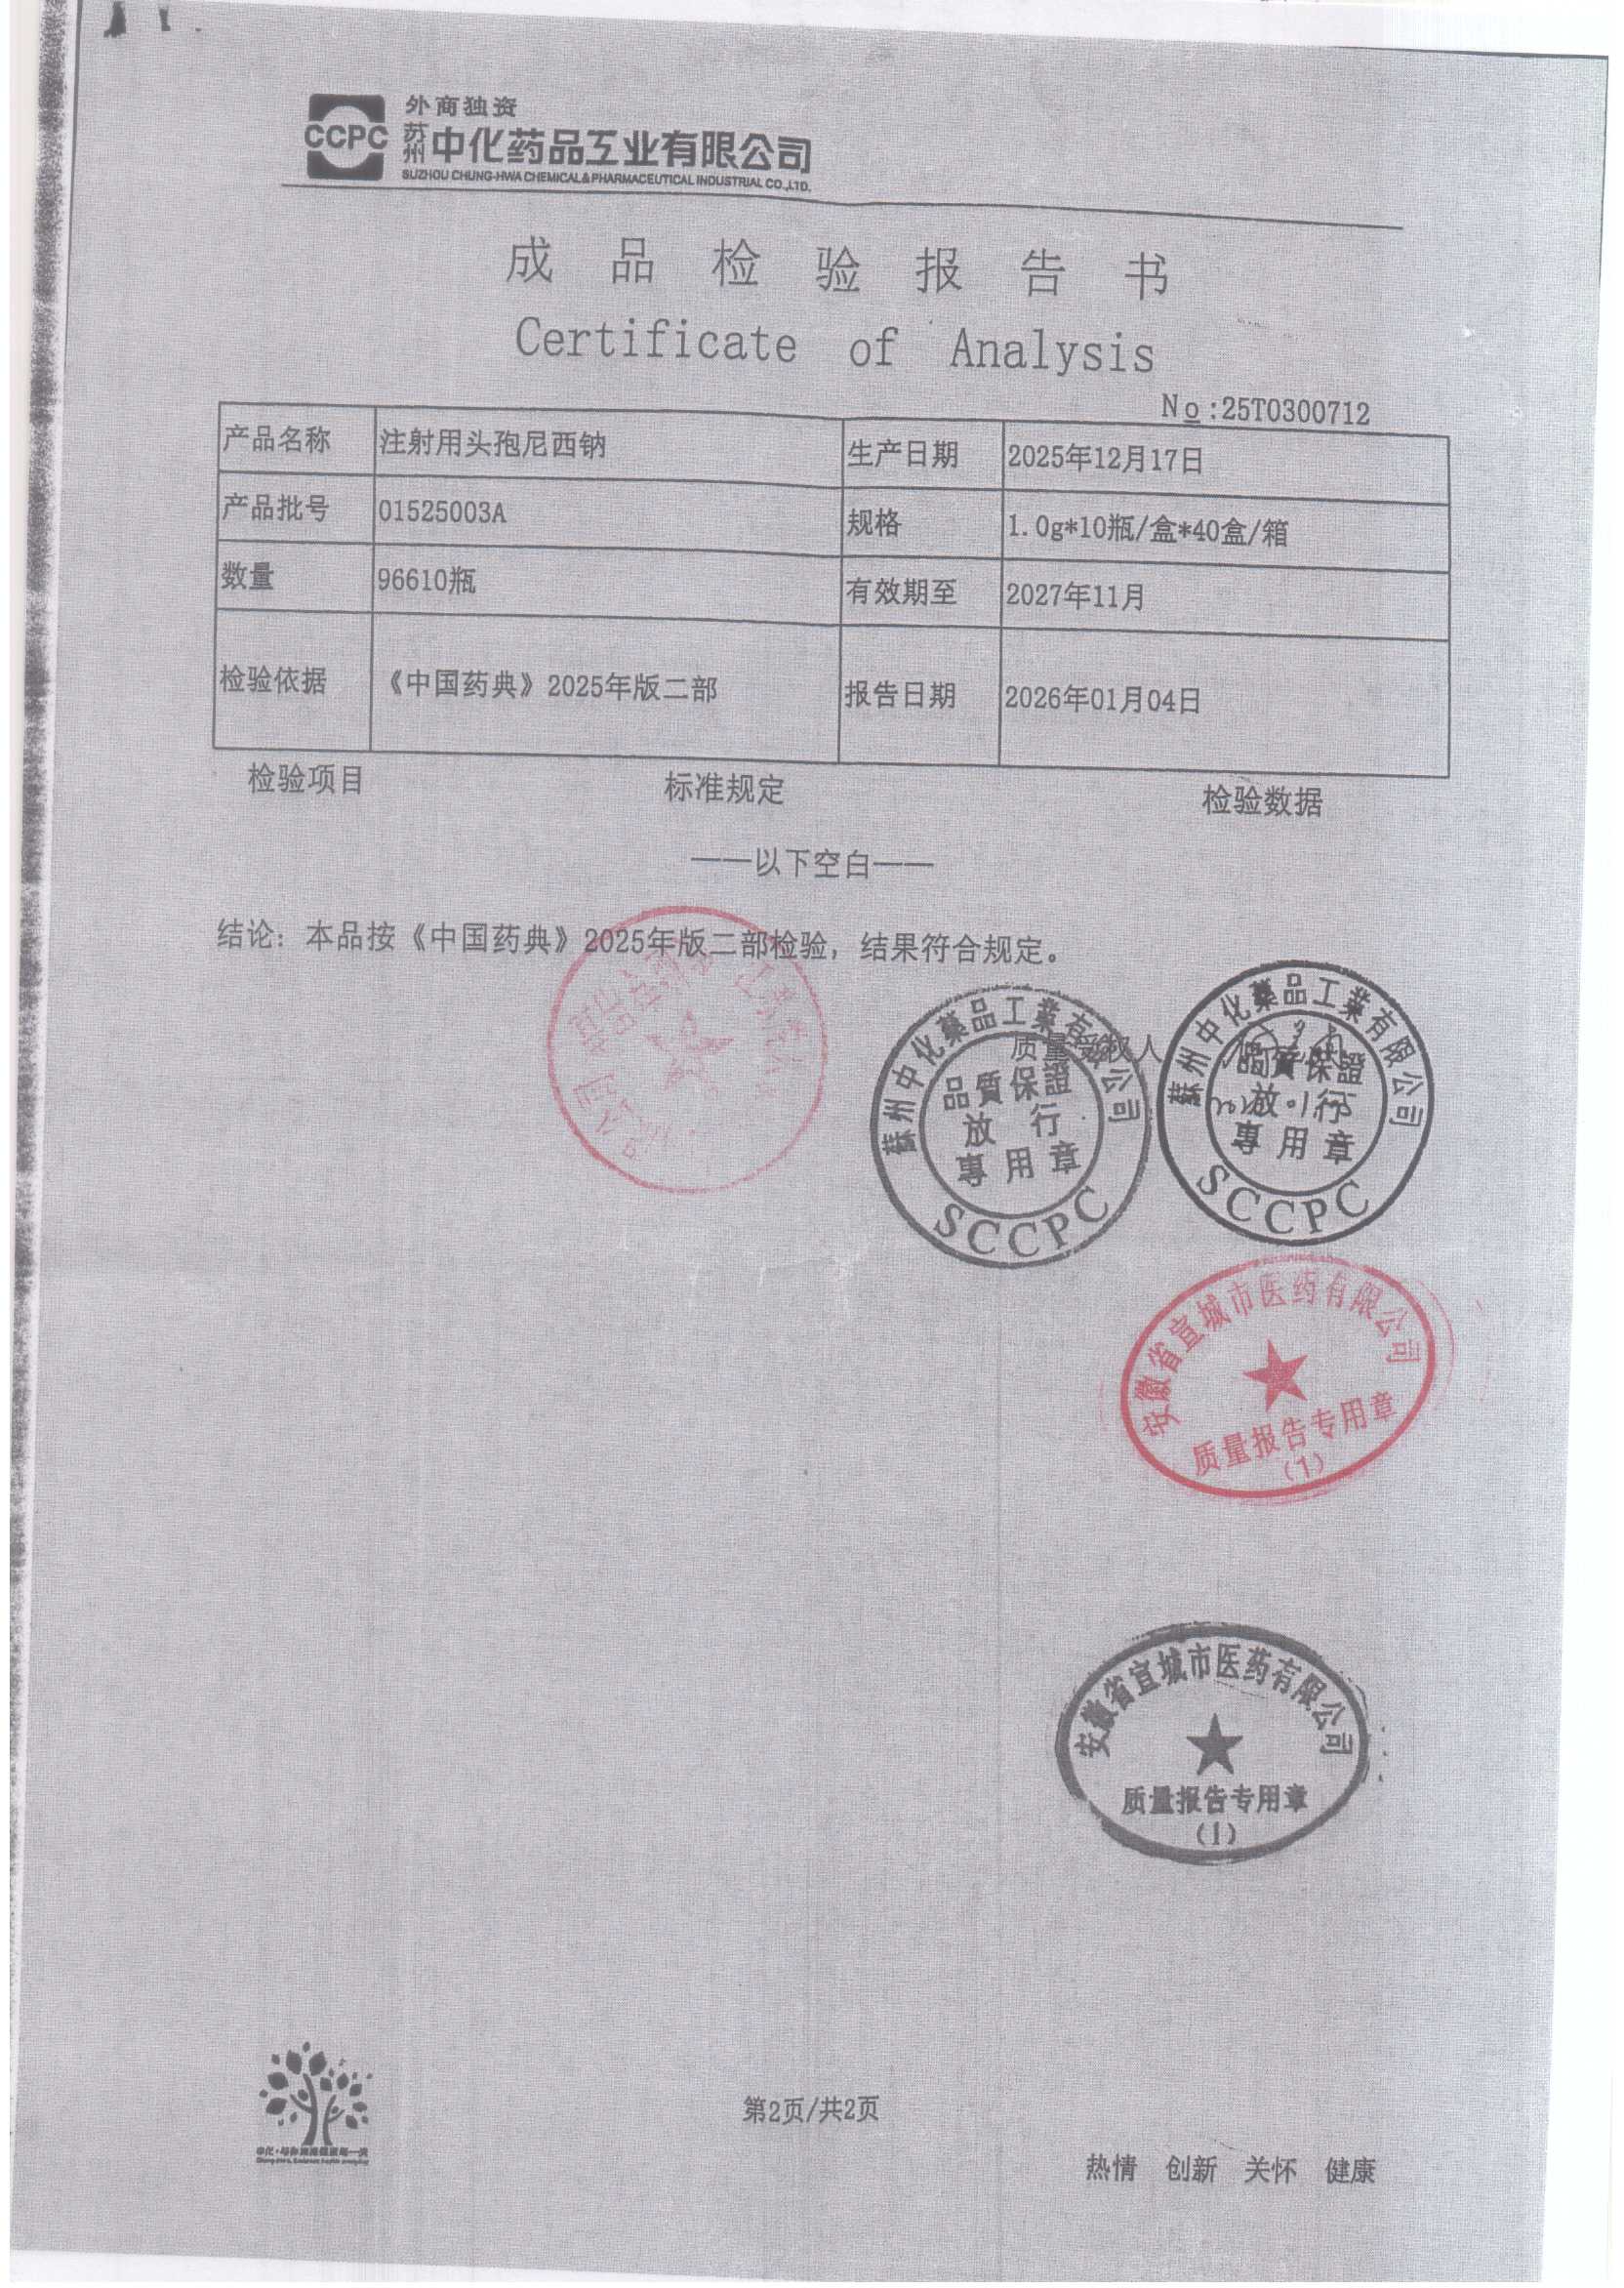 外商独资
CCPC 苏州中化药品工业有限公司
SUZHOU CHUNG-HWA CHEMICAL & PHARMACEUTICAL INDUSTRIAL CO.,LTD.
成品检验报告书
Certificate of Analysis
No:25T0300712
产品名称 注射用头孢尼西钠 生产日期 2025年12月17日
产品批号 01525003A 规格 1.0g*10瓶/盒*40盒/箱
数量 96610瓶 有效期至 2027年11月
检验依据 《中国药典》2025年版二部 报告日期 2026年01月04日
检验项目 标准规定 检验数据
——以下空白——
结论：本品按《中国药典》2025年版二部检验，结果符合规定。
质量受权人
蘇州中化藥品工業有限公司
品質保證
放行
專用章
SCCPC
蘇州中化藥品工業有限公司
品質保證
放行
專用章
SCCPC
安徽省宣城市医药有限公司
质量报告专用章
(1)
安徽省宣城市医药有限公司
质量报告专用章
(1)
第2页/共2页
热情 创新 关怀 健康